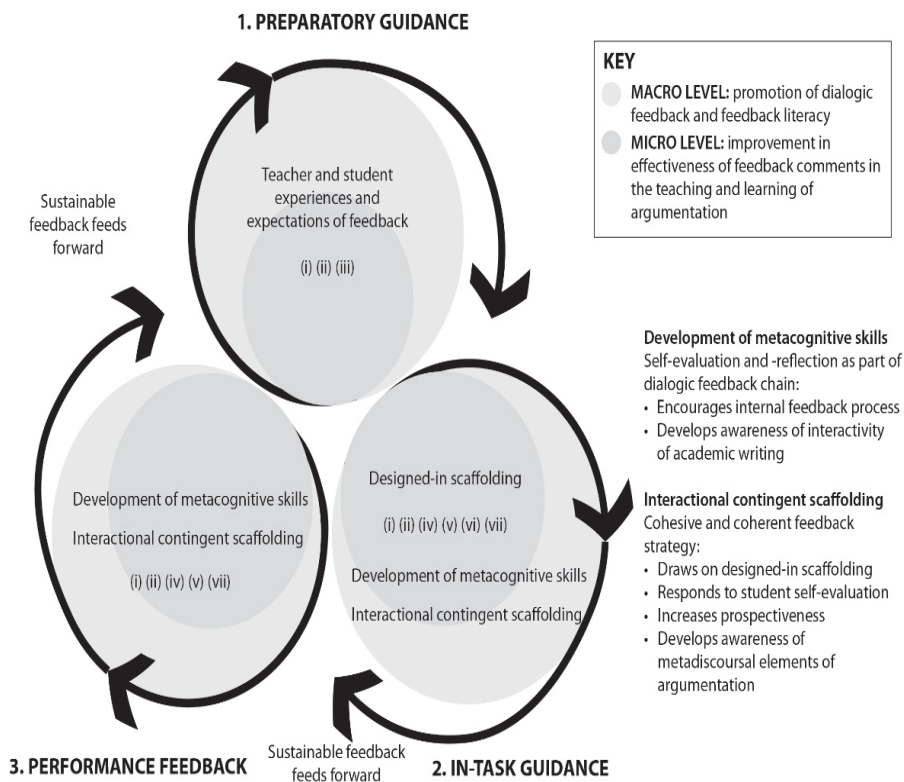 1. PREPARATORY GUIDANCE
KEY
MACRO LEVEL: promotion of dialogic
feedback and feedback literacy
MICRO LEVEL: improvement in
effectiveness of feedback comments in
the teaching and learning of
argumentation
Teacher and student
experiences and
expectations of feedback
(i) (ii) (iii)
Sustainable
feedback feeds
forward
Development of metacognitive skills
Self-evaluation and -reflection as part of
dialogic feedback chain:
• Encourages internal feedback process
• Develops awareness of interactivity
of academic writing
Interactional contingent scaffolding
Cohesive and coherent feedback
strategy:
• Draws on designed-in scaffolding
• Responds to student self-evaluation
• Increases prospectiveness
• Develops awareness of
metadiscoursal elements of
argumentation
Designed-in scaffolding
(i) (ii) (iv) (v) (vi) (vii)
Development of metacognitive skills
Interactional contingent scaffolding
Development of metacognitive skills
Interactional contingent scaffolding
(i) (ii) (iv) (v) (vii)
3. PERFORMANCE FEEDBACK
Sustainable feedback
feeds forward
2. IN-TASK GUIDANCE